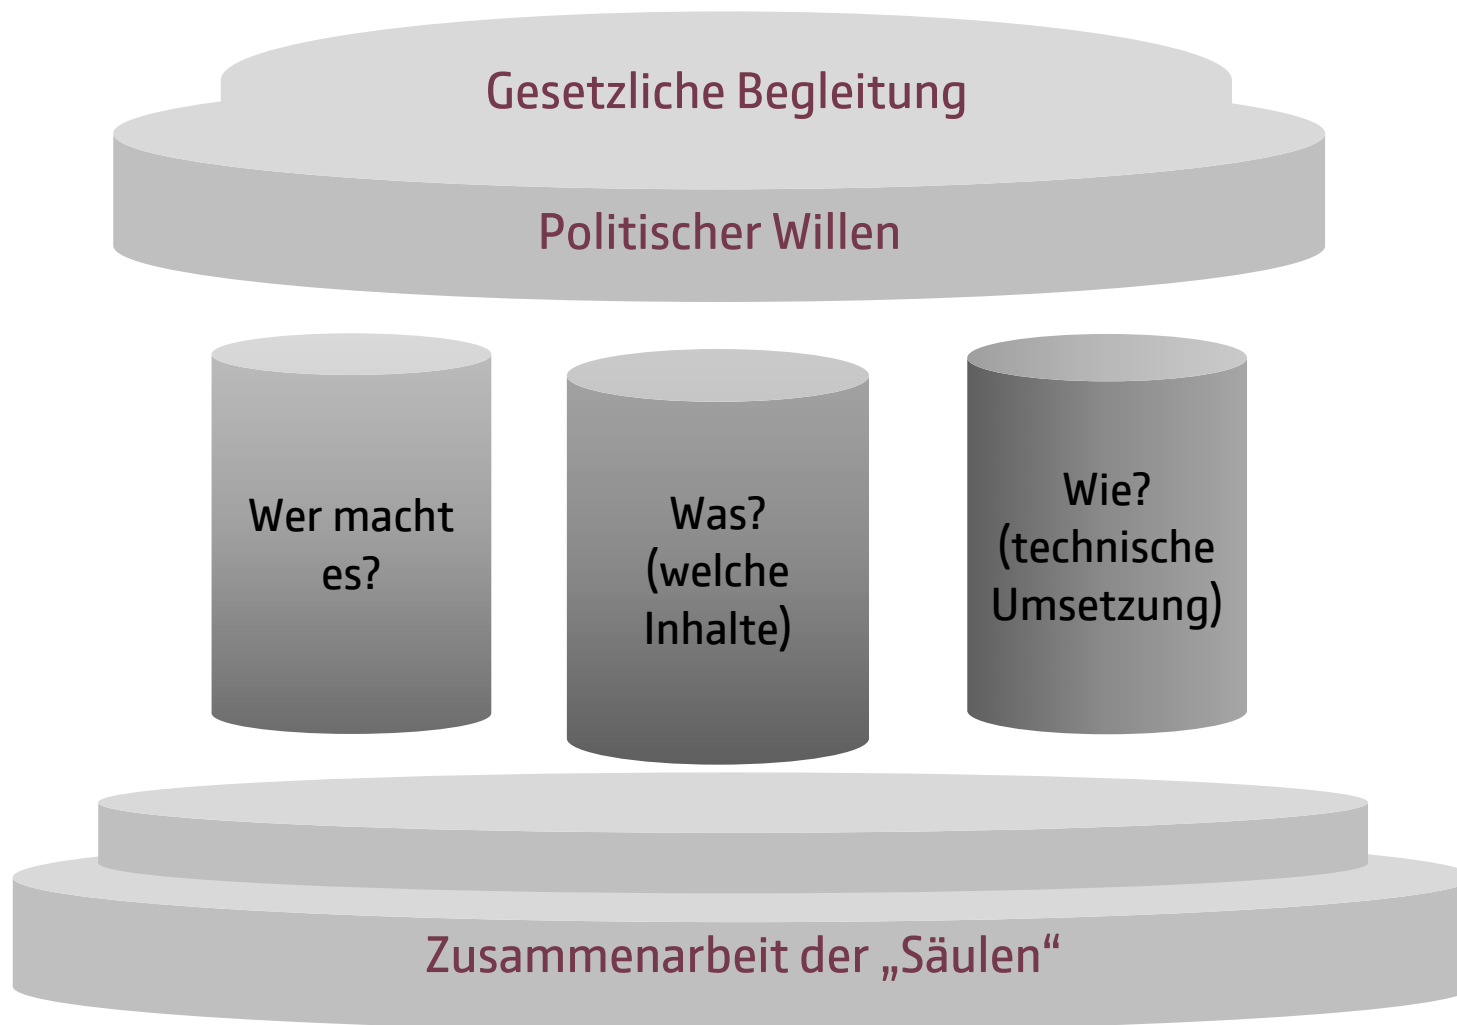 Gesetzliche Begleitung
Politischer Willen
Wer macht
es?
Was?
(welche
Inhalte)
Wie?
(technische
Umsetzung)
Zusammenarbeit der „Säulen“